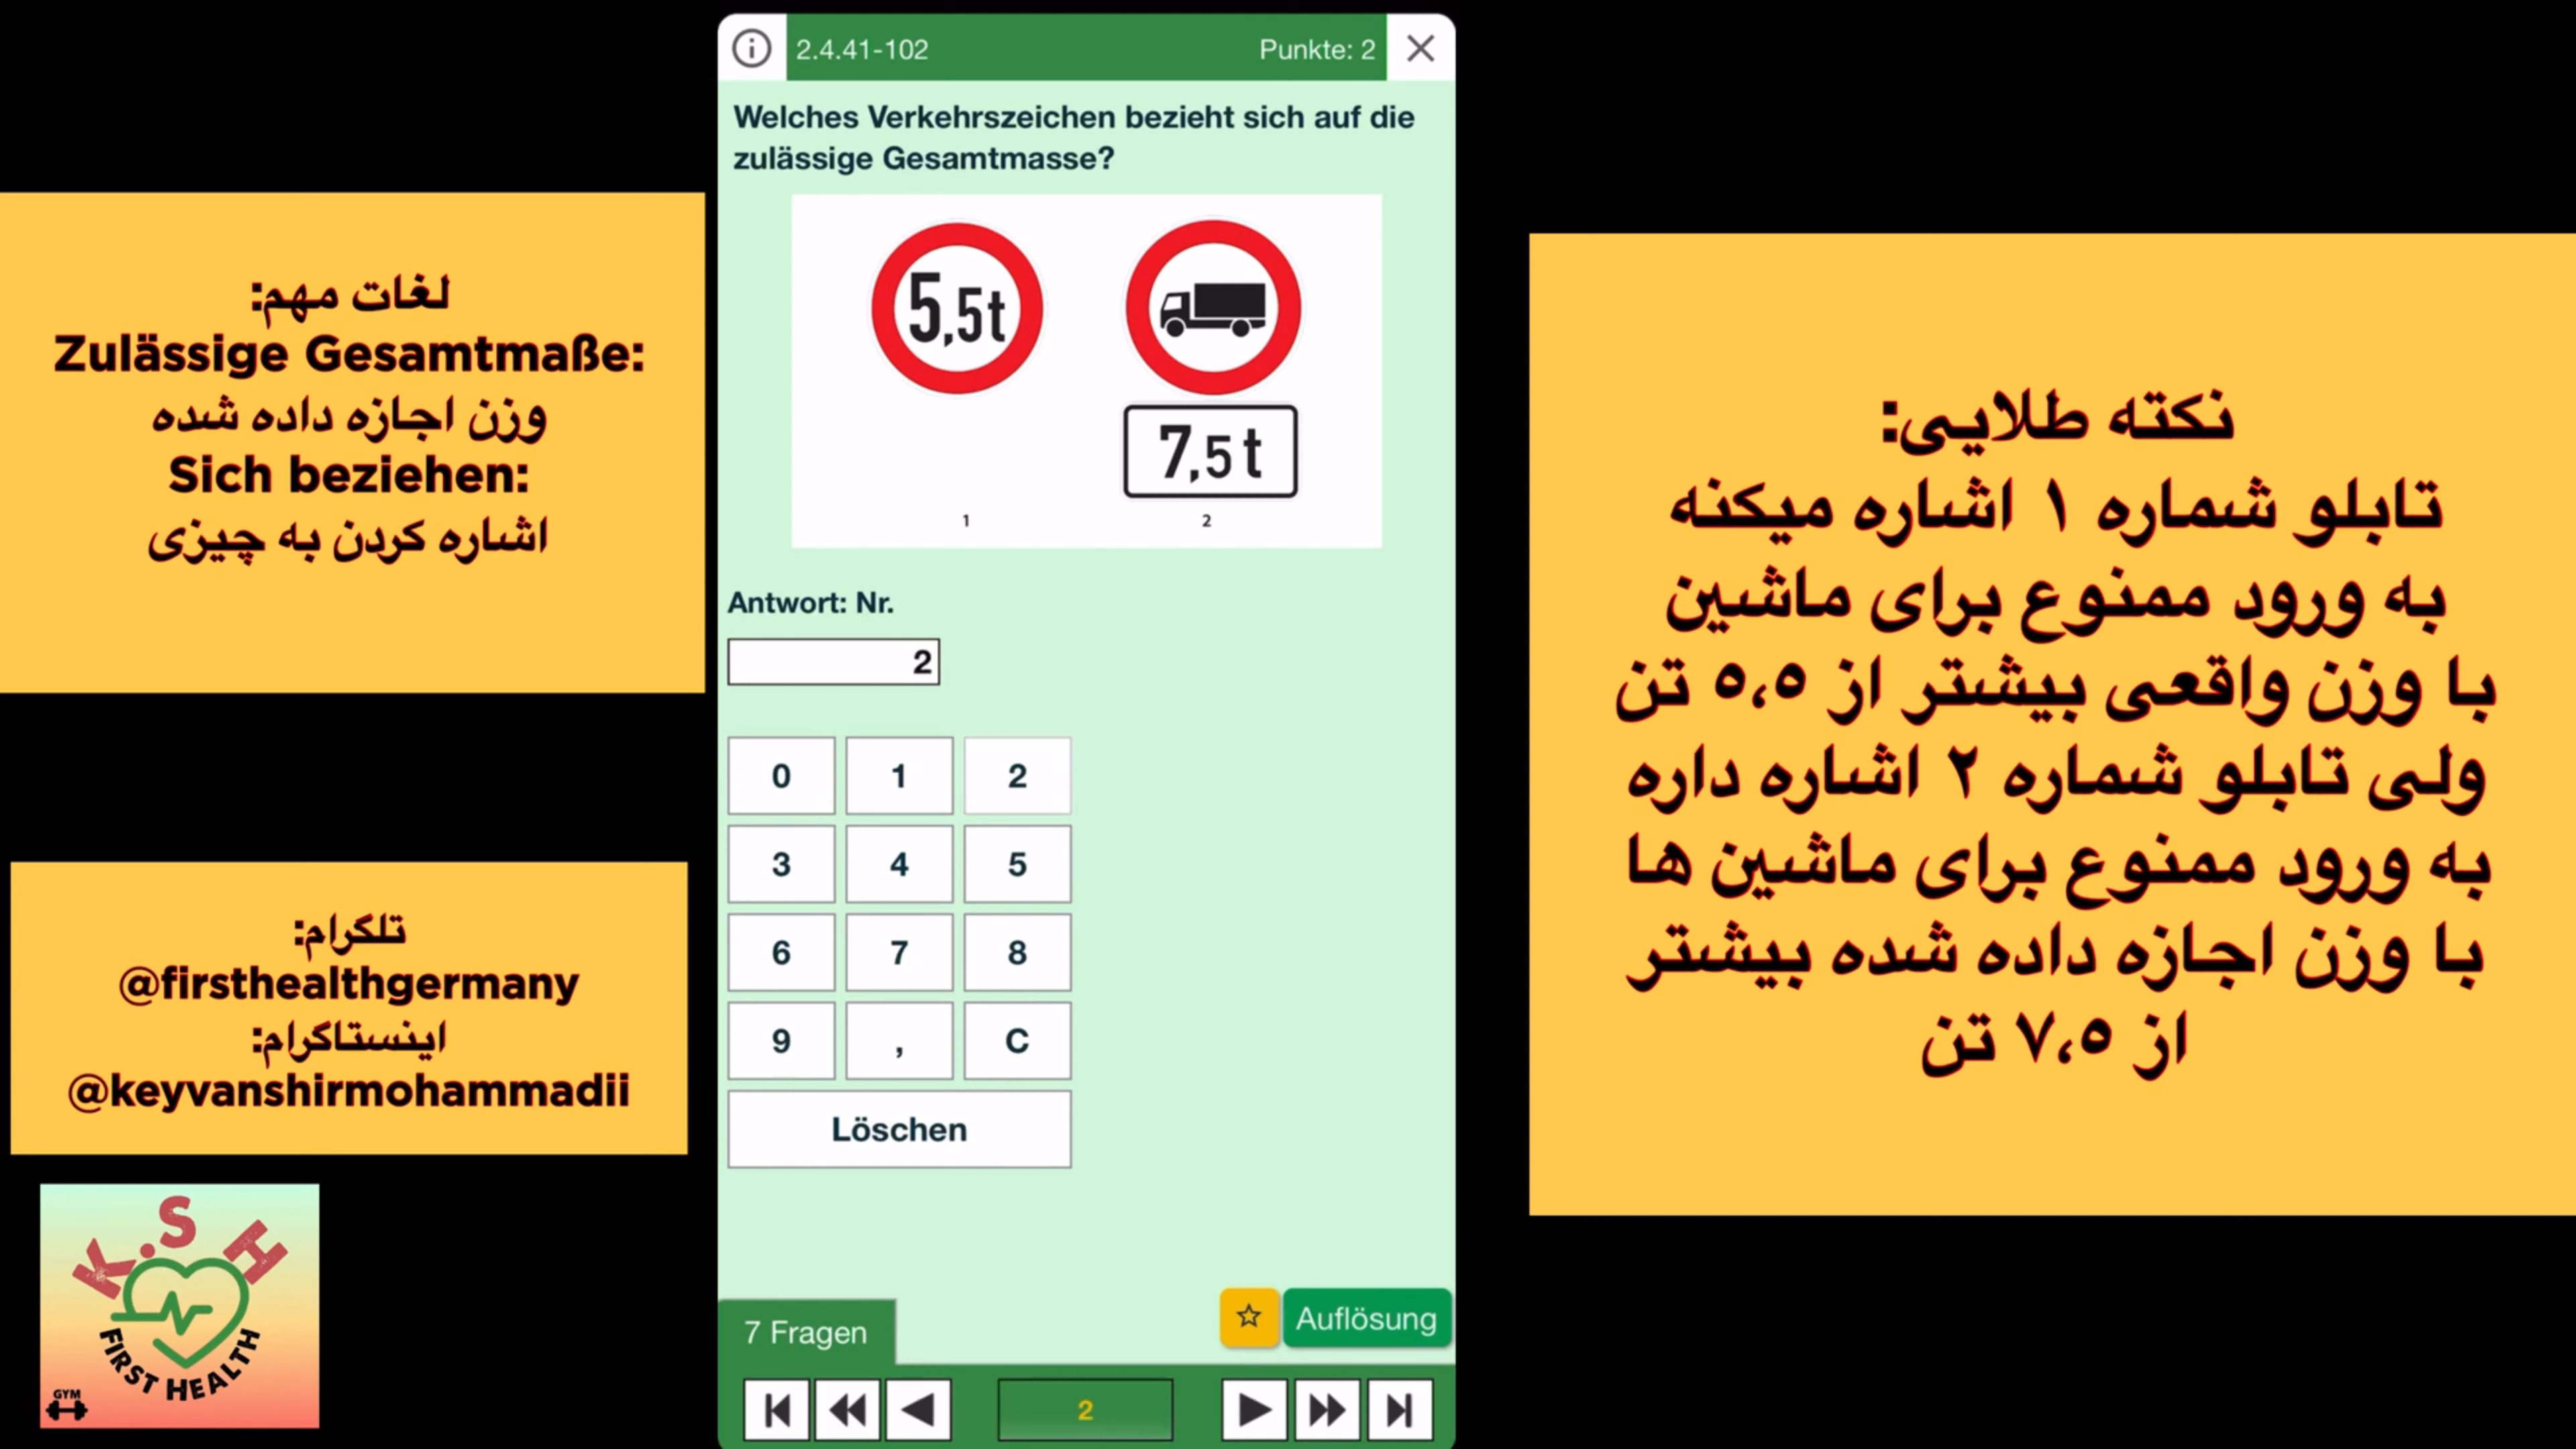 2.4.41-102
Punkte: 2
Welches Verkehrszeichen bezieht sich auf die
zulässige Gesamtmasse?
5,5t
7,5 t
1
2
Antwort: Nr.
2
0 1 2
3 4 5
6 7 8
9 , C
Löschen
7 Fragen
Auflösung
2
لغات مهم:
Zulässige Gesamtmaße:
وزن اجازه داده شده
Sich beziehen:
اشاره کردن به چیزی
تلگرام:
@firsthealthgermany
اینستاگرام:
@keyvanshirmohammadii
K.SH
FIRST HEALTH
GYM
نکته طلایی:
تابلو شماره ۱ اشاره میکنه
به ورود ممنوع برای ماشین
با وزن واقعی بیشتر از ۵،۵ تن
ولی تابلو شماره ۲ اشاره داره
به ورود ممنوع برای ماشین ها
با وزن اجازه داده شده بیشتر
از ۷،۵ تن